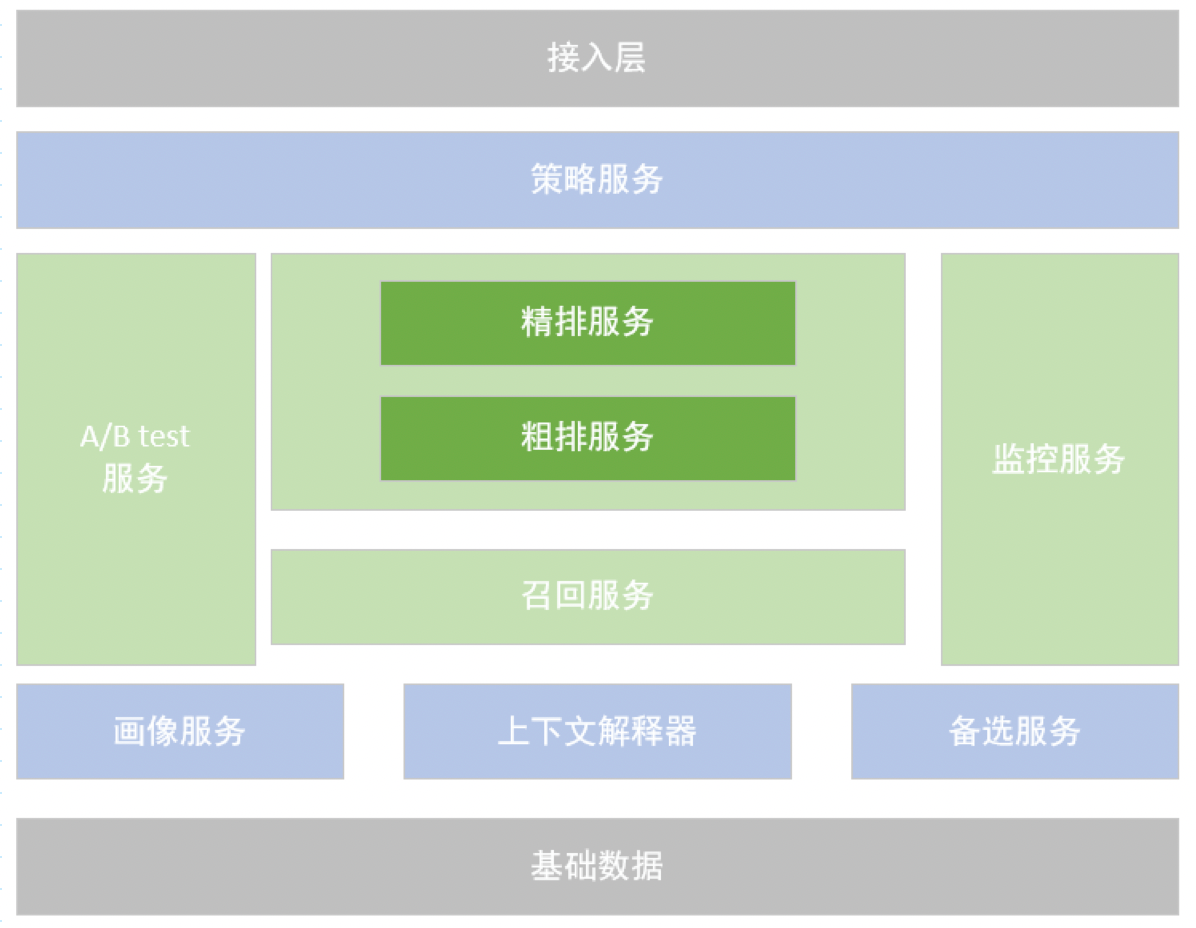 接入层
策略服务
精排服务
粗排服务
A/B test
服务
监控服务
召回服务
画像服务
上下文解释器
备选服务
基础数据